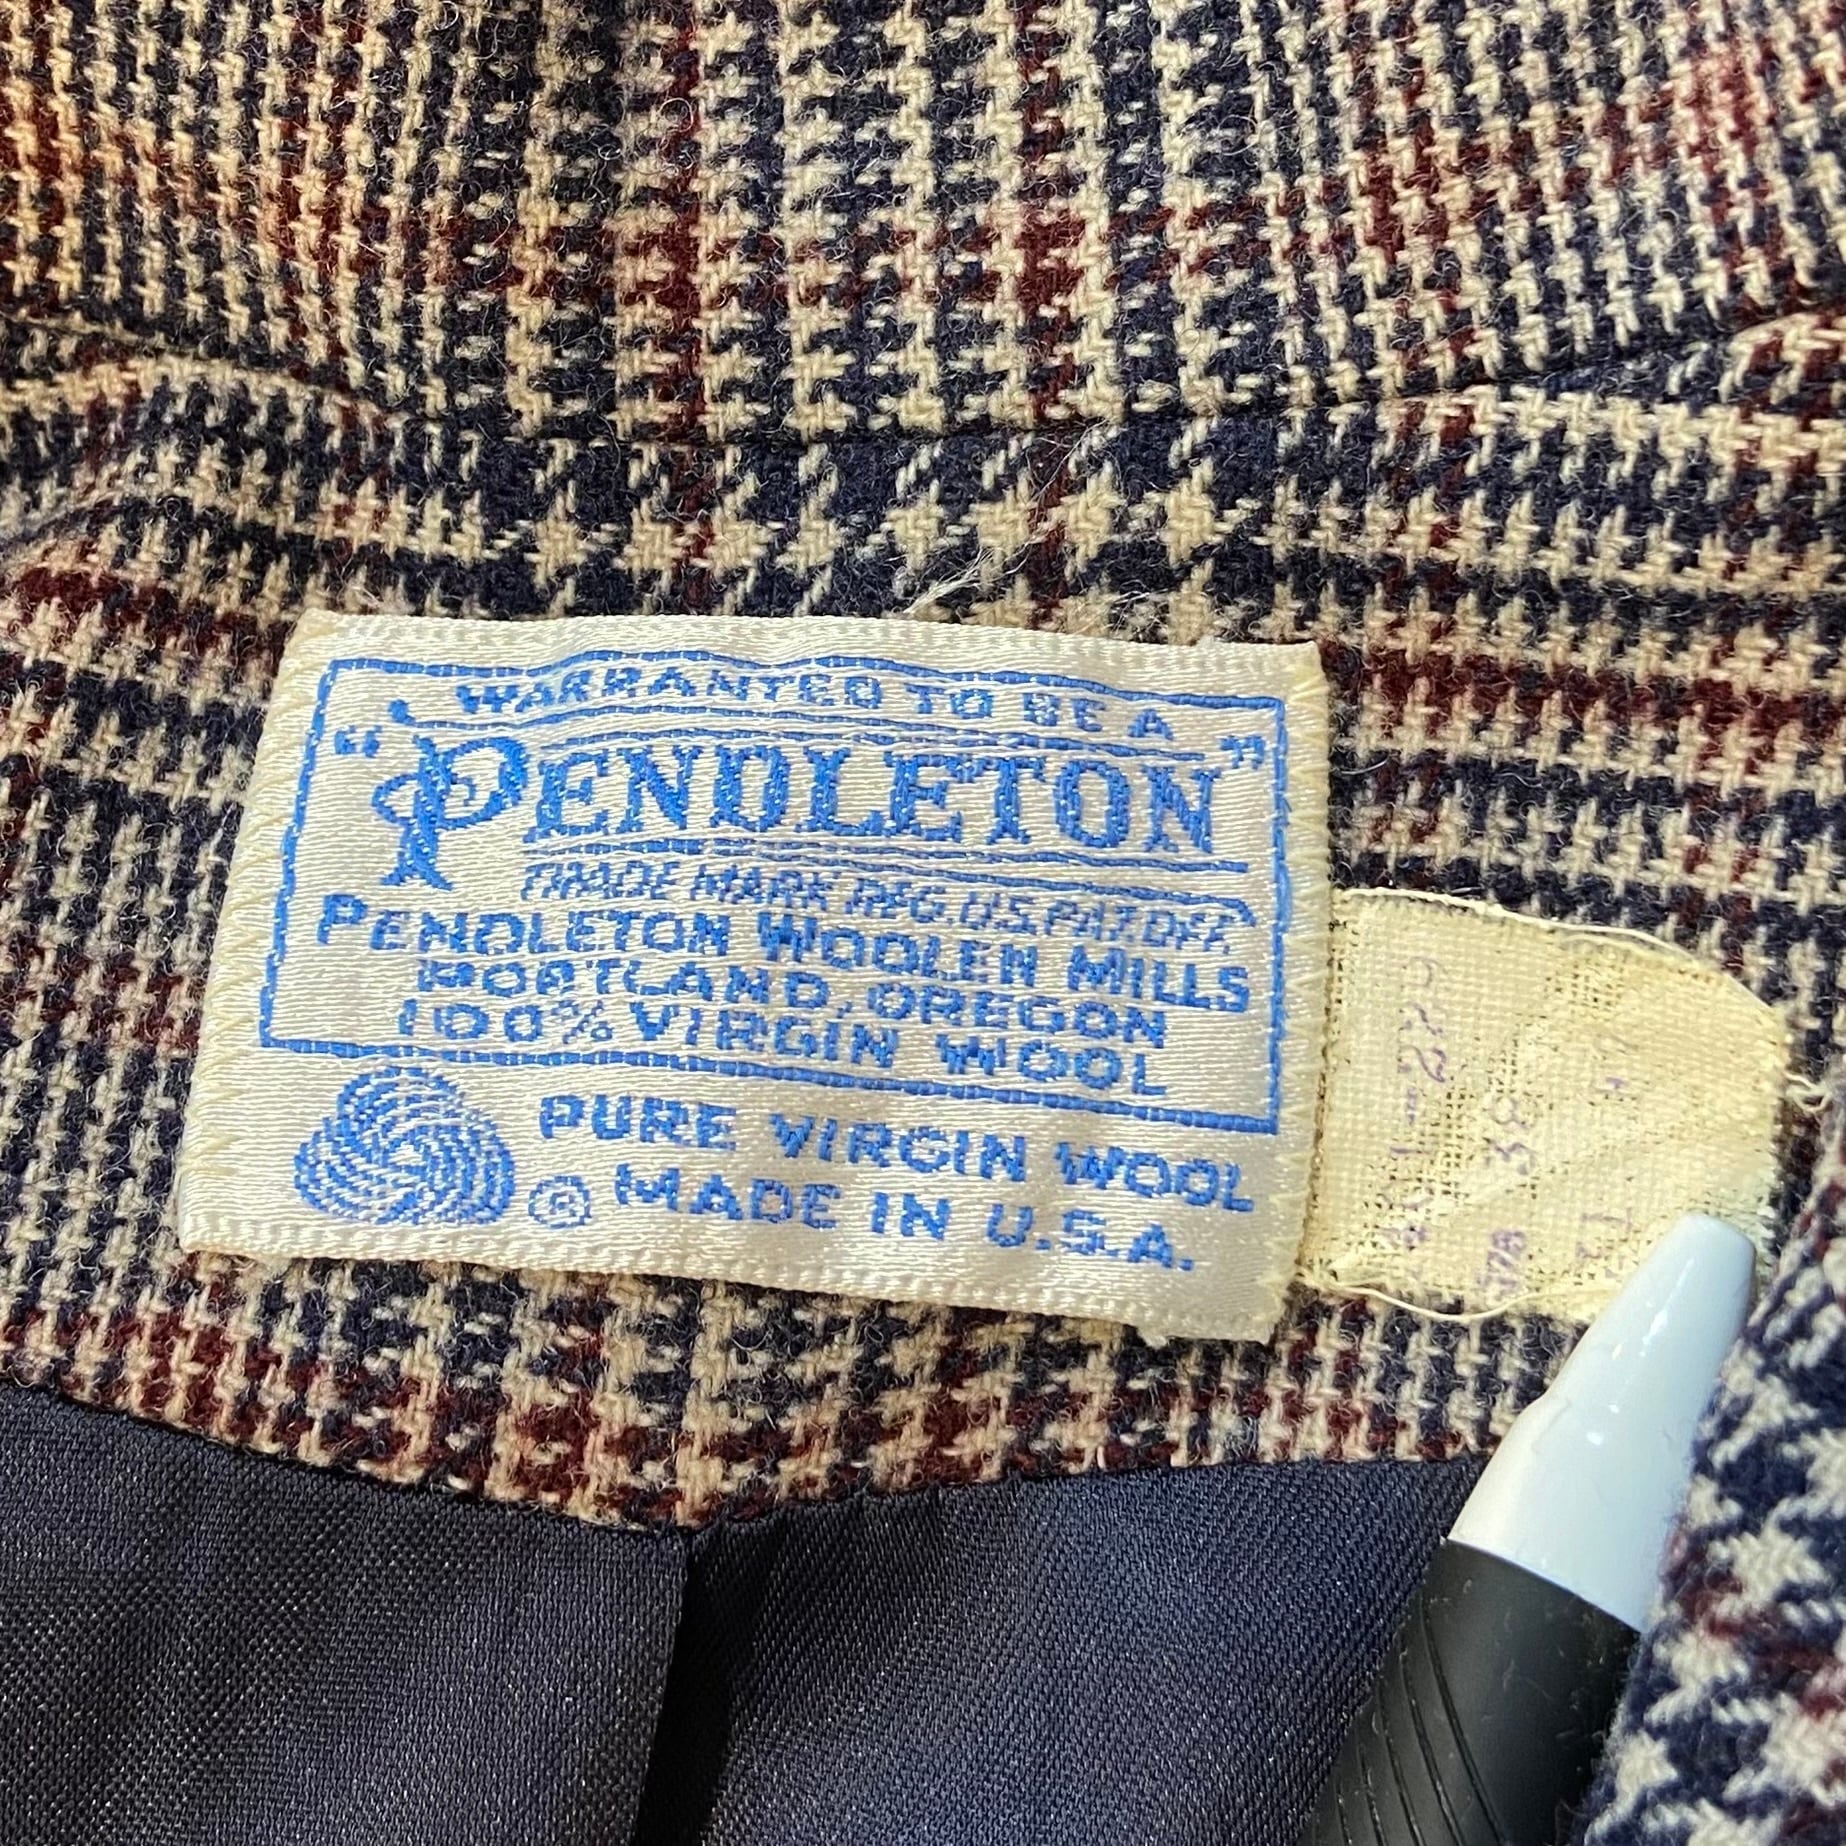 WARRANTED TO BE A
"PENDLETON"
TRADE MARK REG. U.S. PAT. OFF.
PENDLETON WOOLEN MILLS
PORTLAND, OREGON
100% VIRGIN WOOL
PURE VIRGIN WOOL
® MADE IN U.S.A.
38